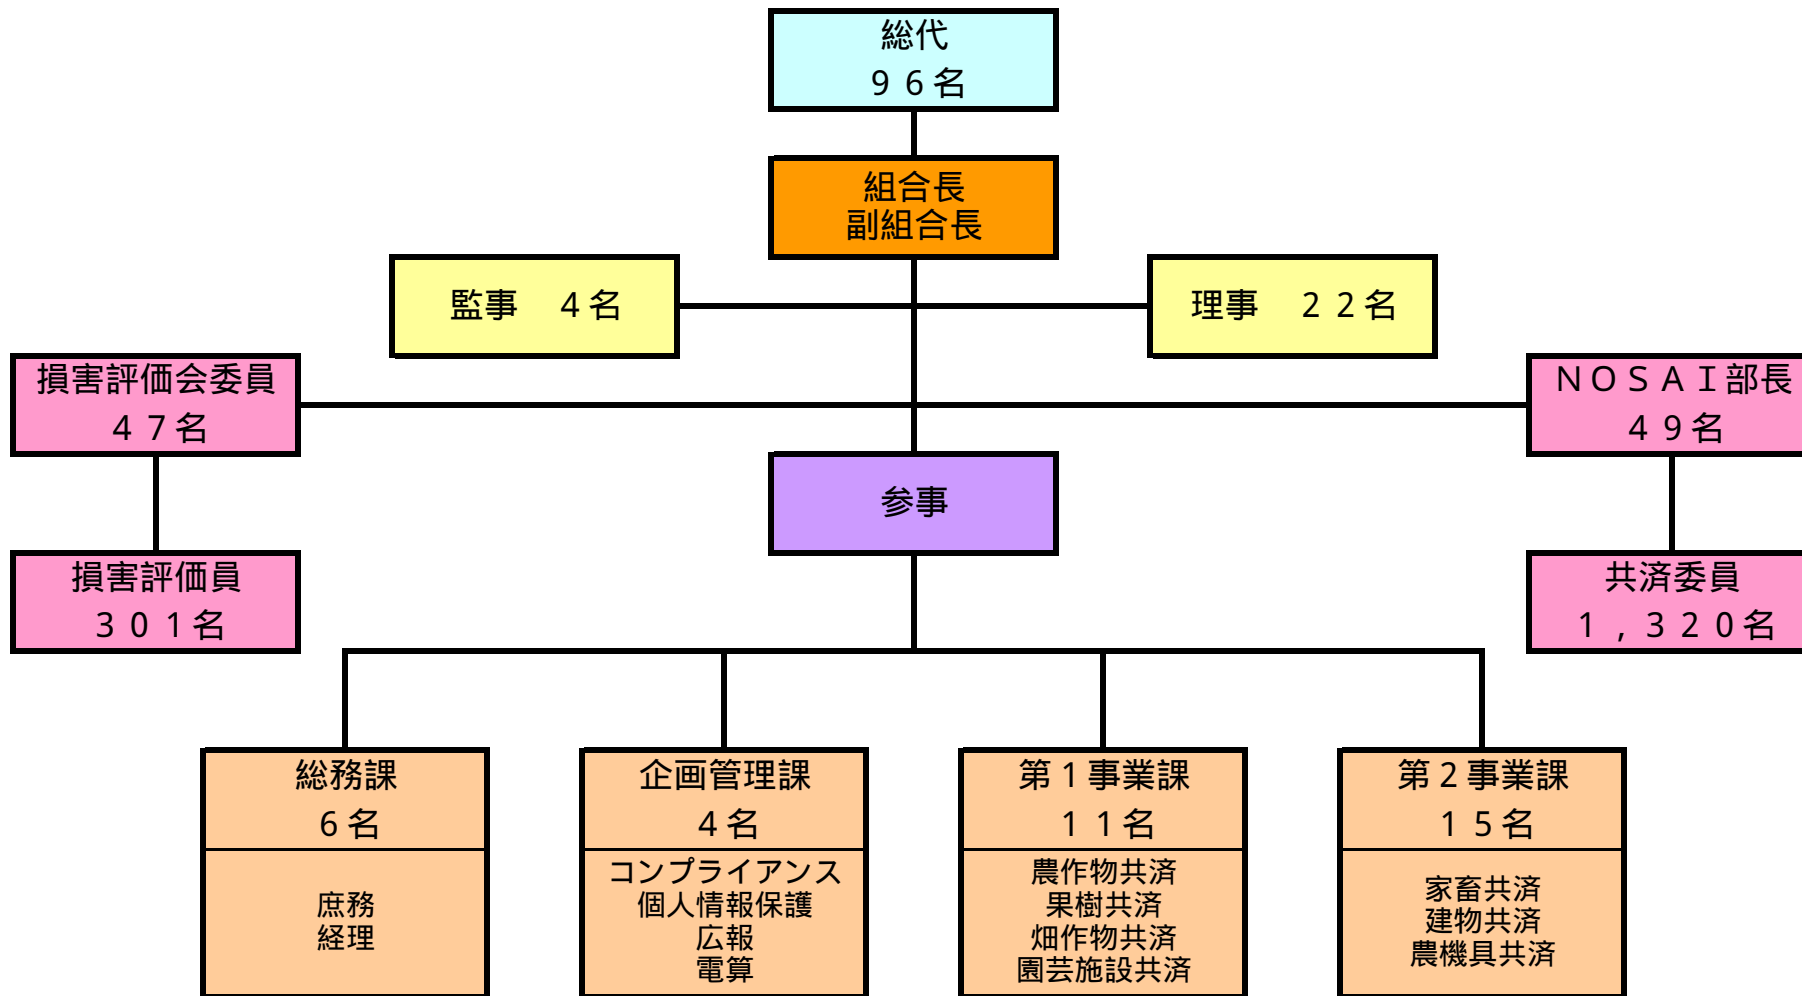 総代
９６名
組合長
副組合長
監事　４名
理事　２２名
損害評価会委員
４７名
ＮＯＳＡＩ部長
４９名
参事
損害評価員
３０１名
共済委員
１，３２０名
総務課
６名
庶務
経理
企画管理課
４名
コンプライアンス
個人情報保護
広報
電算
第１事業課
１１名
農作物共済
果樹共済
畑作物共済
園芸施設共済
第２事業課
１５名
家畜共済
建物共済
農機具共済